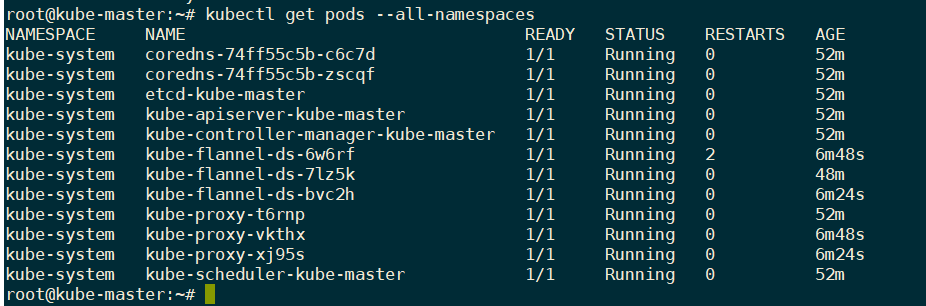 root@kube-master:~# kubectl get pods --all-namespaces
NAMESPACE     NAME                                  READY   STATUS    RESTARTS   AGE
kube-system   coredns-74ff55c5b-c6c7d               1/1     Running   0          52m
kube-system   coredns-74ff55c5b-zscqf               1/1     Running   0          52m
kube-system   etcd-kube-master                      1/1     Running   0          52m
kube-system   kube-apiserver-kube-master            1/1     Running   0          52m
kube-system   kube-controller-manager-kube-master   1/1     Running   0          52m
kube-system   kube-flannel-ds-6w6rf                 1/1     Running   2          6m48s
kube-system   kube-flannel-ds-7lz5k                 1/1     Running   0          48m
kube-system   kube-flannel-ds-bvc2h                 1/1     Running   0          6m24s
kube-system   kube-proxy-t6rnp                      1/1     Running   0          52m
kube-system   kube-proxy-vkthx                      1/1     Running   0          6m48s
kube-system   kube-proxy-xj95s                      1/1     Running   0          6m24s
kube-system   kube-scheduler-kube-master            1/1     Running   0          52m
root@kube-master:~#